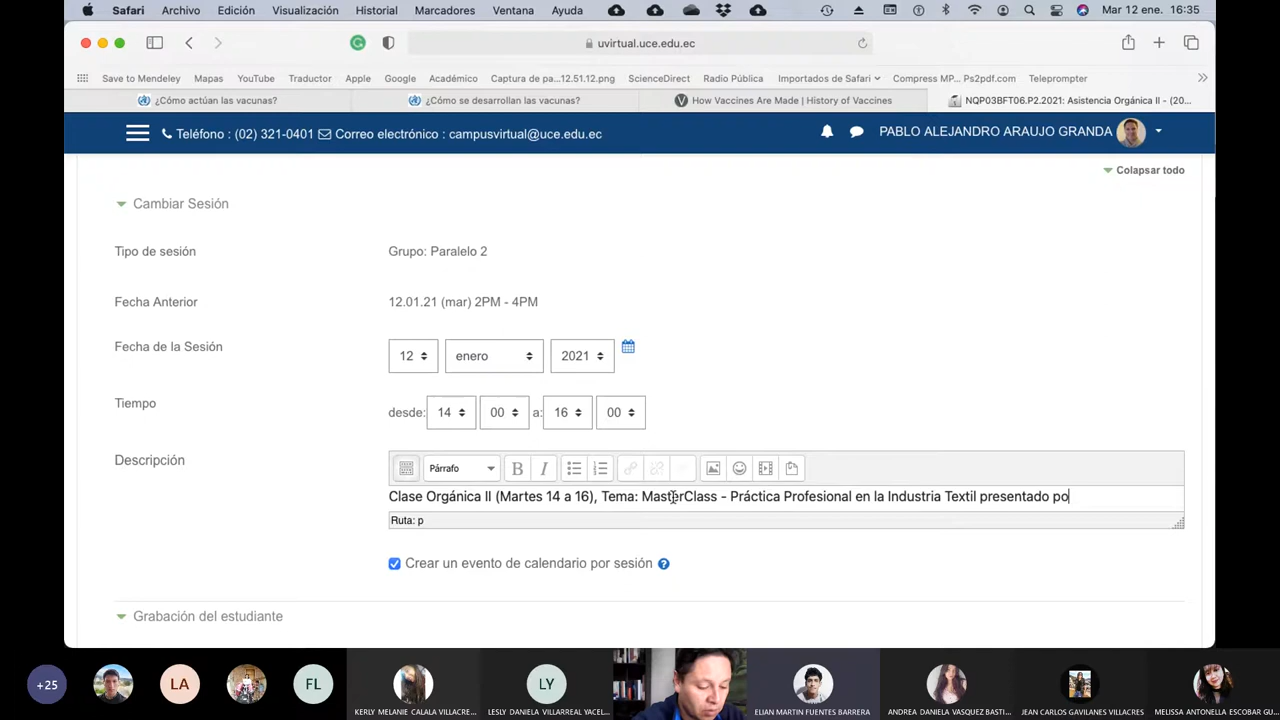 Safari Archivo Edición Visualización Historial Marcadores Ventana Ayuda Mar 12 ene. 16:35
uvirtual.uce.edu.ec
Save to Mendeley Mapas YouTube Traductor Apple Google Académico Captura de pa...12.51.12.png ScienceDirect Radio Pública Importados de Safari Compress MP... Ps2pdf.com Teleprompter
¿Cómo actúan las vacunas? ¿Cómo se desarrollan las vacunas? How Vaccines Are Made | History of Vaccines NQP03BFT06.P2.2021: Asistencia Orgánica II - (20...
Teléfono : (02) 321-0401 Correo electrónico : campusvirtual@uce.edu.ec PABLO ALEJANDRO ARAUJO GRANDA
Colapsar todo
Cambiar Sesión
Tipo de sesión Grupo: Paralelo 2
Fecha Anterior 12.01.21 (mar) 2PM - 4PM
Fecha de la Sesión 12 enero 2021
Tiempo desde: 14 00 a: 16 00
Descripción Párrafo B I
Clase Orgánica II (Martes 14 a 16), Tema: MasterClass - Práctica Profesional en la Industria Textil presentado po
Ruta: p
Crear un evento de calendario por sesión
Grabación del estudiante
+25 LA FL KERLY MELANIE CALALA VILLACRE... LY LESLY DANIELA VILLARREAL YACEL... ELIAN MARTIN FUENTES BARRERA ANDREA DANIELA VASQUEZ BASTI... JEAN CARLOS GAVILANES VILLACRES MELISSA ANTONELLA ESCOBAR GU...